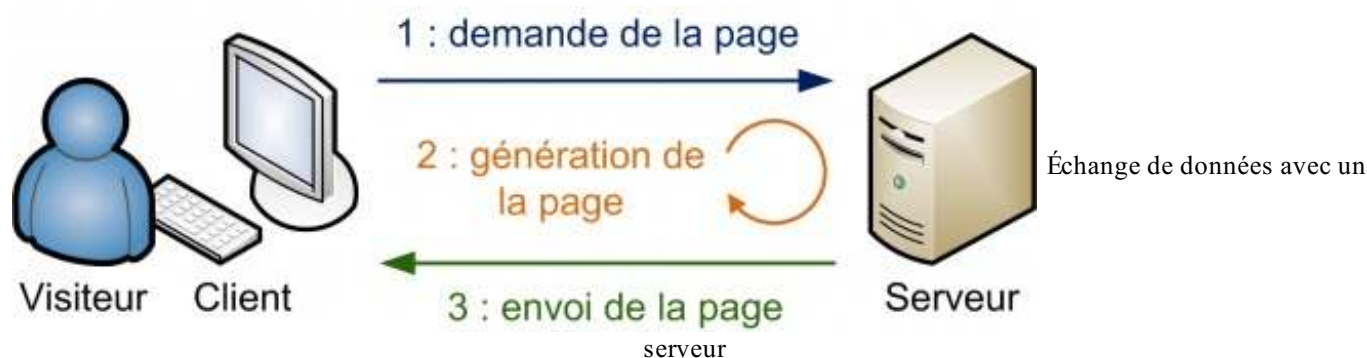 1 : demande de la page
2 : génération de
la page
3 : envoi de la page
Visiteur
Client
Serveur
Échange de données avec un
serveur